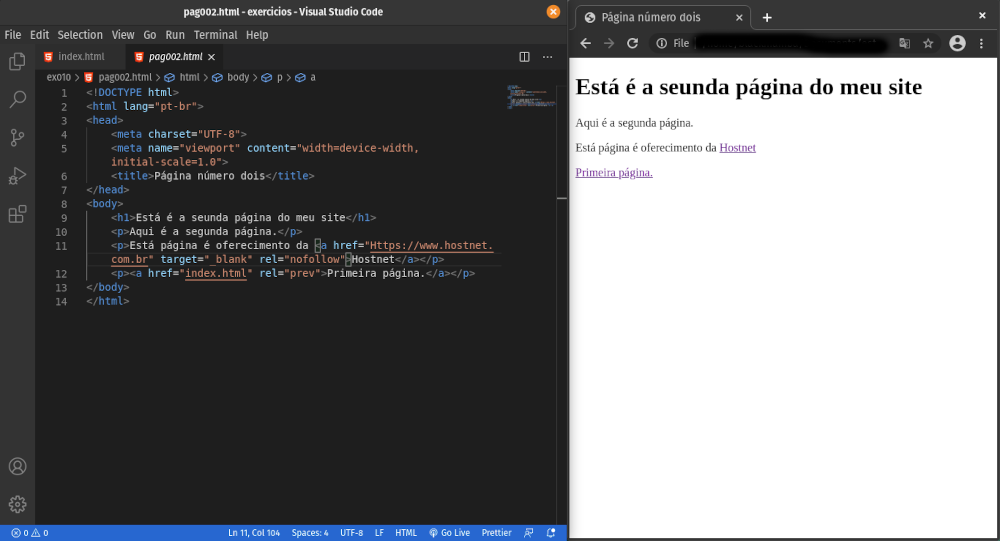 pag002.html - exercicios - Visual Studio Code
File Edit Selection View Go Run Terminal Help
index.html pag002.html
ex010 > pag002.html > html > body > p > a
1 <!DOCTYPE html>
2 <html lang="pt-br">
3 <head>
4 <meta charset="UTF-8">
5 <meta name="viewport" content="width=device-width,
initial-scale=1.0">
6 <title>Página número dois</title>
7 </head>
8 <body>
9 <h1>Está é a seunda página do meu site</h1>
10 <p>Aqui é a segunda página.</p>
11 <p>Está página é oferecimento da <a href="Https://www.hostnet.
com.br" target="_blank" rel="nofollow">Hostnet</a></p>
12 <p><a href="index.html" rel="prev">Primeira página.</a></p>
13 </body>
14 </html>
0 0 Ln 11, Col 104 Spaces: 4 UTF-8 LF HTML Go Live Prettier
Página número dois
File
Está é a seunda página do meu site
Aqui é a segunda página.
Está página é oferecimento da Hostnet
Primeira página.